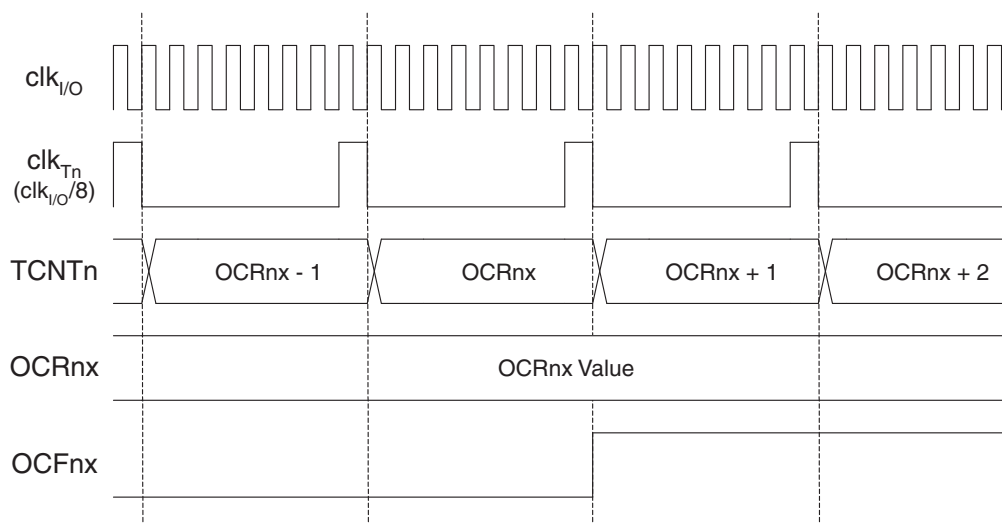 clkI/O
clkTn
(clkI/O/8)
TCNTn
OCRnx - 1
OCRnx
OCRnx + 1
OCRnx + 2
OCRnx
OCRnx Value
OCFnx